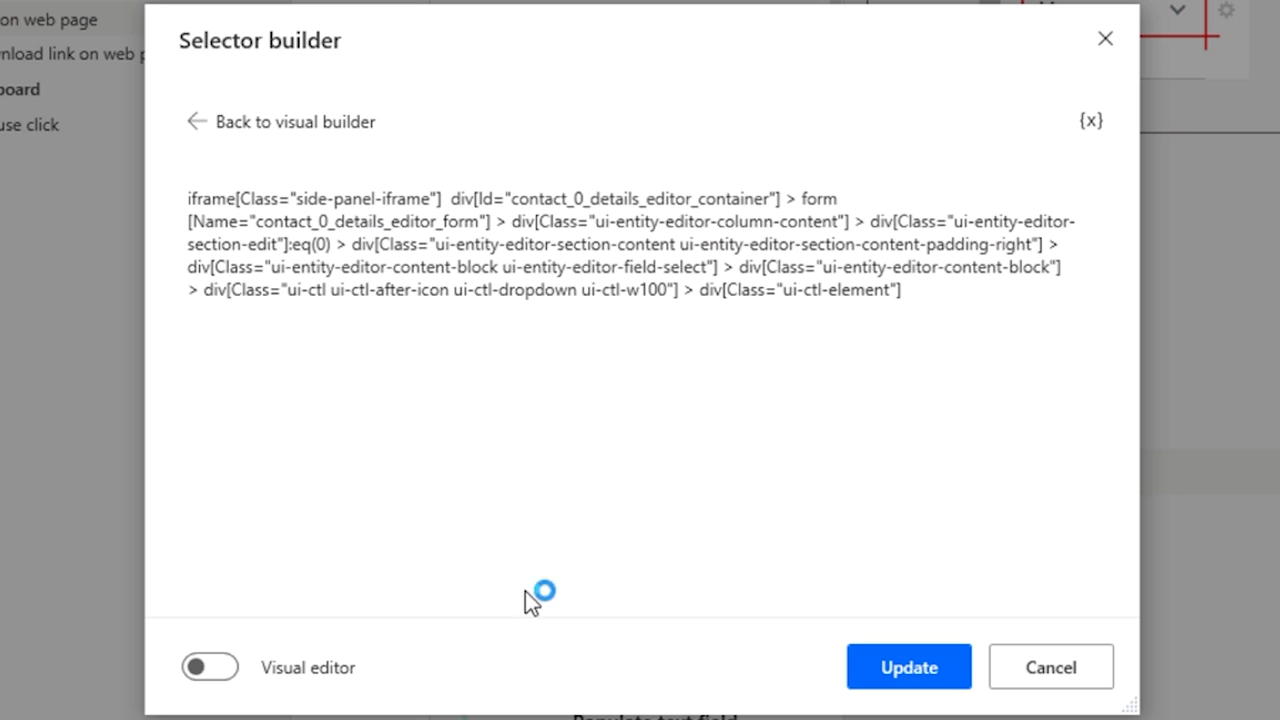 on web page
nload link on web p
board
use click
Selector builder
Back to visual builder
{x}
iframe[Class="side-panel-iframe"]  div[Id="contact_0_details_editor_container"] > form
[Name="contact_0_details_editor_form"] > div[Class="ui-entity-editor-column-content"] > div[Class="ui-entity-editor-
section-edit"]:eq(0) > div[Class="ui-entity-editor-section-content ui-entity-editor-section-content-padding-right"] >
div[Class="ui-entity-editor-content-block ui-entity-editor-field-select"] > div[Class="ui-entity-editor-content-block"]
> div[Class="ui-ctl ui-ctl-after-icon ui-ctl-dropdown ui-ctl-w100"] > div[Class="ui-ctl-element"]
Visual editor
Update
Cancel
Populate text field